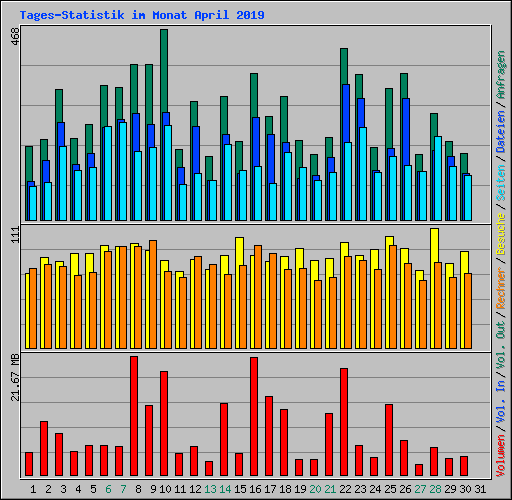 Tages-Statistik im Monat April 2019
468
111
21.67 MB
Volumen / Vol. In / Vol. Out / Rechner / Besuche / Seiten / Dateien / Anfragen
1 2 3 4 5 6 7 8 9 10 11 12 13 14 15 16 17 18 19 20 21 22 23 24 25 26 27 28 29 30 31